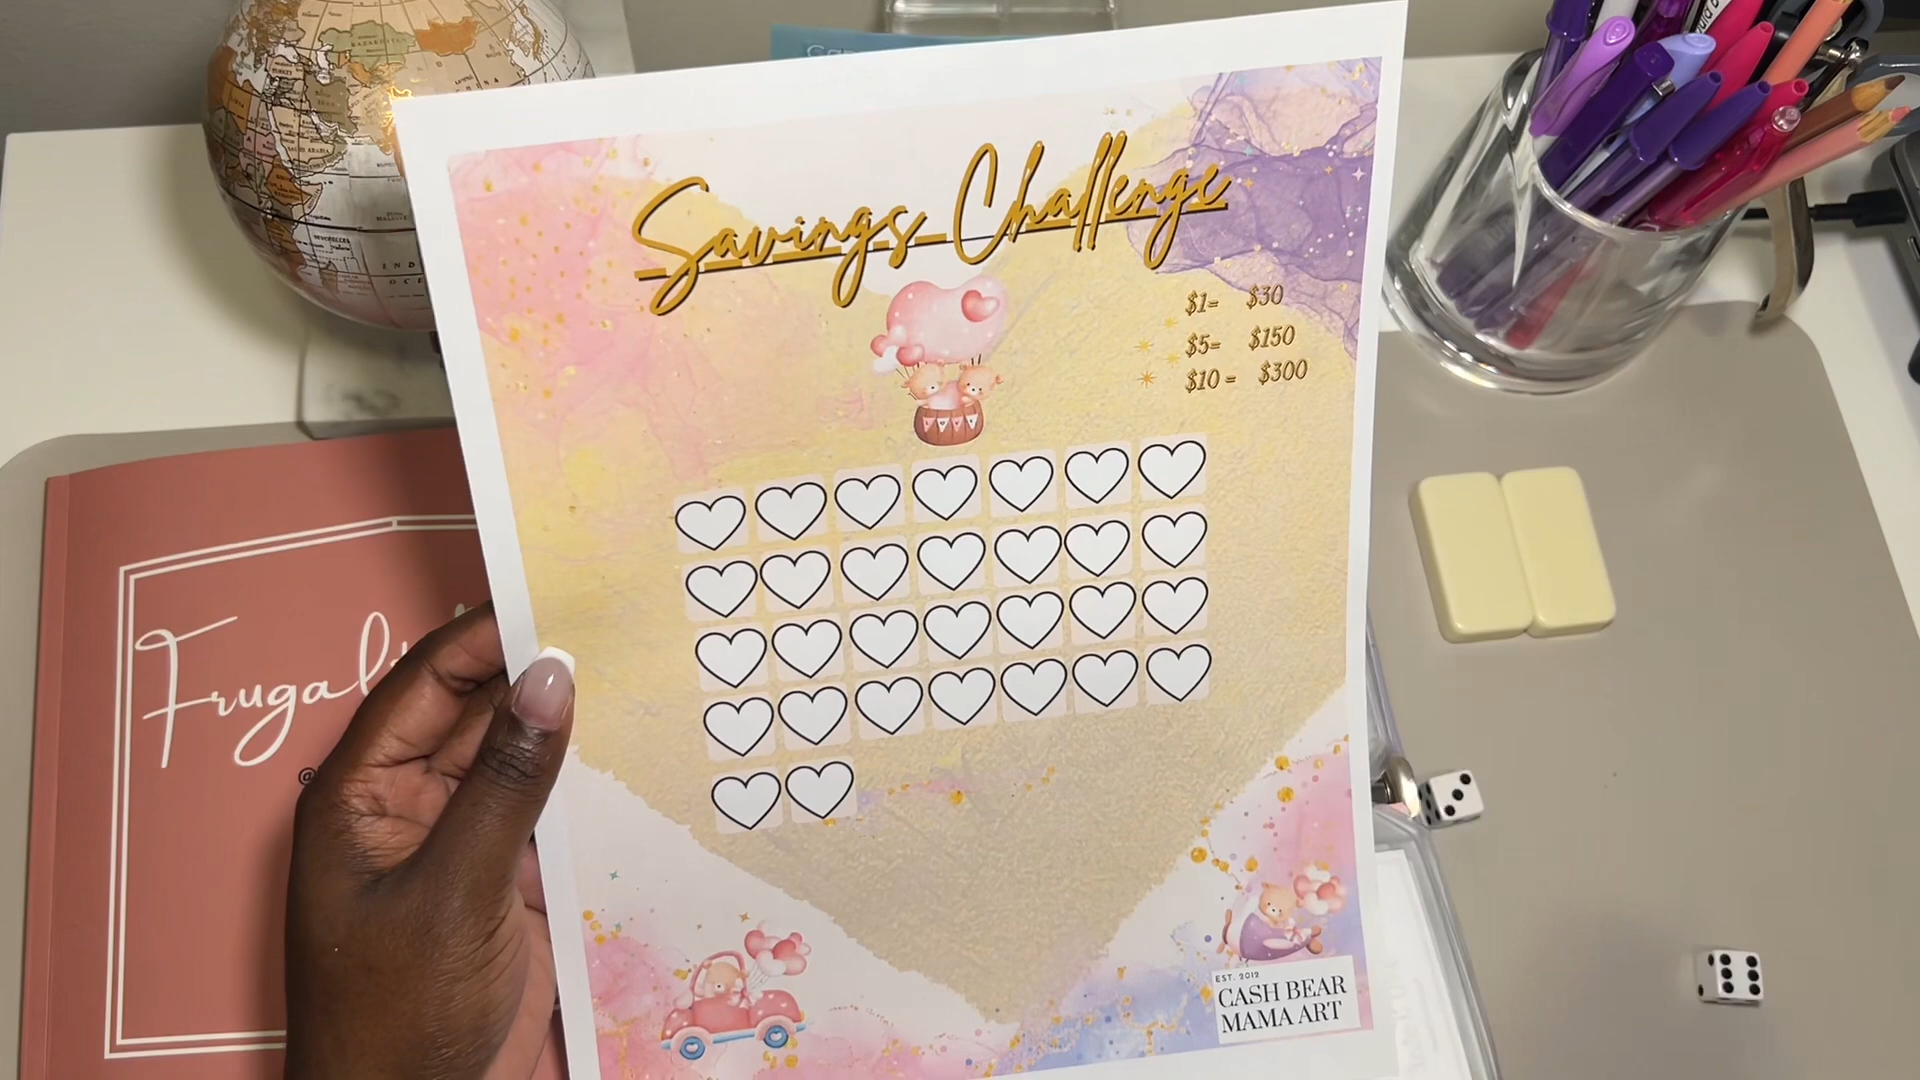 Savings Challenge
$1= $30
$5= $150
$10 = $300
Frugal
EST. 2012
CASH BEAR
MAMA ART